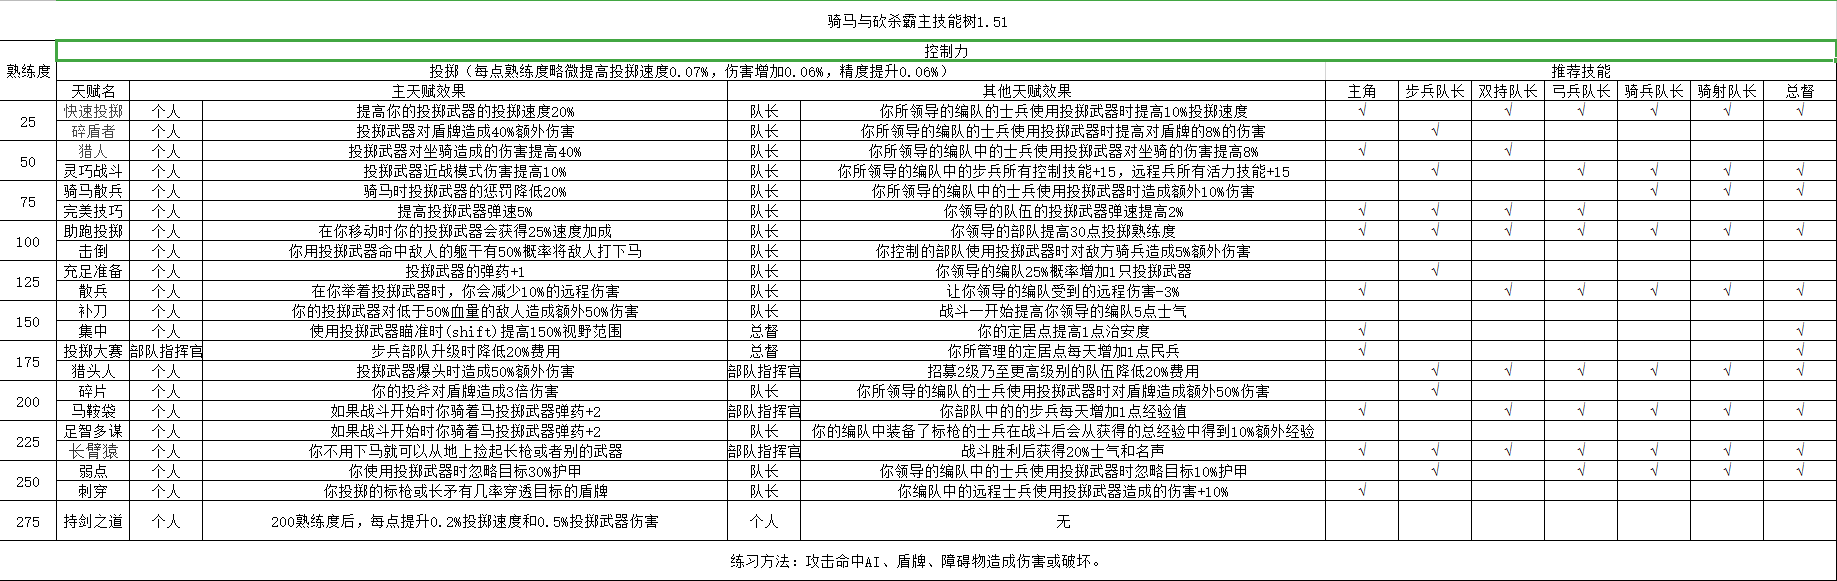 骑马与砍杀霸主技能树1.51
熟练度 控制力
投掷（每点熟练度略微提高投掷速度0.07%，伤害增加0.06%，精度提升0.06%） 推荐技能
天赋名 主天赋效果 其他天赋效果 主角 步兵队长 双持队长 弓兵队长 骑兵队长 骑射队长 总督
25 快速投掷 个人 提高你的投掷武器的投掷速度20% 队长 你所领导的编队的士兵使用投掷武器时提高10%投掷速度 √ √ √ √ √ √
碎盾者 个人 投掷武器对盾牌造成40%额外伤害 队长 你所领导的编队的士兵使用投掷武器时提高对盾牌的8%的伤害 √
50 猎人 个人 投掷武器对坐骑造成的伤害提高40% 队长 你所领导的编队中的士兵使用投掷武器对坐骑的伤害提高8% √ √
灵巧战斗 个人 投掷武器近战模式伤害提高10% 队长 你所领导的编队中的步兵所有控制技能+15，远程兵所有活力技能+15 √ √ √ √ √
75 骑马散兵 个人 骑马时投掷武器的惩罚降低20% 队长 你所领导的编队中的士兵使用投掷武器时造成额外10%伤害 √ √ √
完美技巧 个人 提高投掷武器弹速5% 队长 你领导的队伍的投掷武器弹速提高2% √ √ √ √
100 助跑投掷 个人 在你移动时你的投掷武器会获得25%速度加成 队长 你领导的部队提高30点投掷熟练度 √ √ √ √ √ √ √
击倒 个人 你用投掷武器命中敌人的躯干有50%概率将敌人打下马 队长 你控制的部队使用投掷武器时对敌方骑兵造成5%额外伤害
125 充足准备 个人 投掷武器的弹药+1 队长 你领导的编队25%概率增加1只投掷武器 √
散兵 个人 在你举着投掷武器时，你会减少10%的远程伤害 队长 让你领导的编队受到的远程伤害-3% √ √ √ √ √ √
150 补刀 个人 你的投掷器对低于50%血量的敌人造成额外50%伤害 队长 战斗一开始提高你领导的编队5点士气
集中 个人 使用投掷武器瞄准时(shift)提高150%视野范围 总督 你的定居点提高1点治安度 √ √
175 投掷大赛 部队指挥官 步兵部队升级时降低20%费用 总督 你所管理的定居点每天增加1点民兵 √ √
猎头人 个人 投掷武器爆头时造成50%额外伤害 部队指挥官 招募2级乃至更高级别的队伍降低20%费用 √ √ √ √ √ √
200 碎片 个人 你的投斧对盾牌造成3倍伤害 队长 你所领导的编队的士兵使用投掷武器时对盾牌造成额外50%伤害 √
马鞍袋 个人 如果战斗开始时你骑着马投掷武器弹药+2 部队指挥官 你部队中的的步兵每天增加1点经验值 √ √ √ √ √ √
225 足智多谋 个人 如果战斗开始时你骑着马投掷武器弹药+2 队长 你的编队中装备了标枪的士兵在战斗后会从获得的总经验中得到10%额外经验
长臂猿 个人 你不用下马就可以从地上捡起长枪或者别的武器 部队指挥官 战斗胜利后获得20%士气和名声 √ √ √ √ √ √ √
250 弱点 个人 你使用投掷武器时忽略目标30%护甲 队长 你领导的编队中的士兵使用投掷武器时忽略目标10%护甲 √ √ √ √ √
刺穿 个人 你投掷的标枪或长矛有几率穿透目标的盾牌 队长 你编队中的远程士兵使用投掷武器造成的伤害+10% √
275 持剑之道 个人 200熟练度后，每点提升0.2%投掷速度和0.5%投掷武器伤害 个人 无
练习方法：攻击命中AI、盾牌、障碍物造成伤害或破坏。